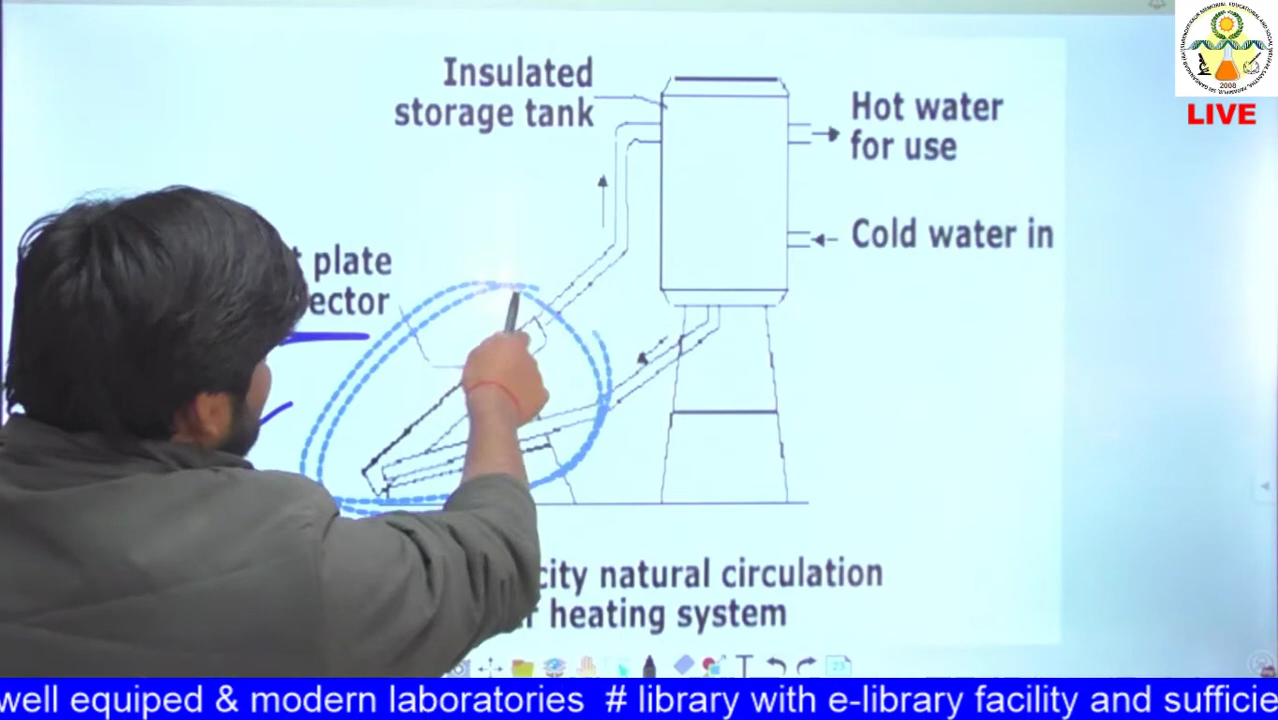 Insulated
storage tank
Hot water
for use
Cold water in
plate
ector
city natural circulation
heating system
2008
LIVE
well equiped & modern laboratories # library with e-library facility and sufficie